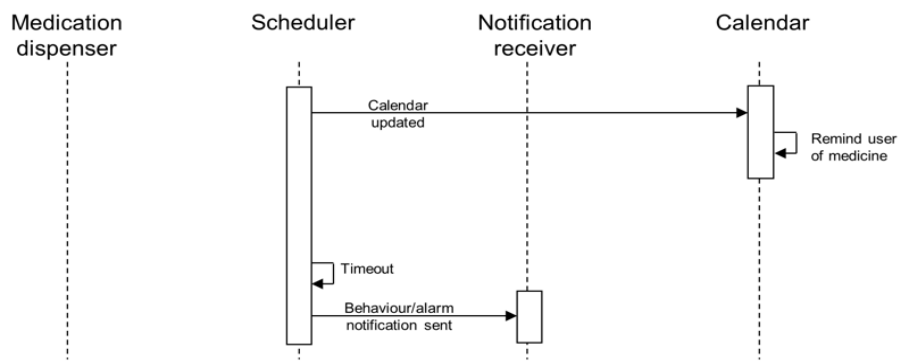 Medication
dispenser
Scheduler
Notification
receiver
Calendar
Calendar
updated
Remind user
of medicine
Timeout
Behaviour/alarm
notification sent